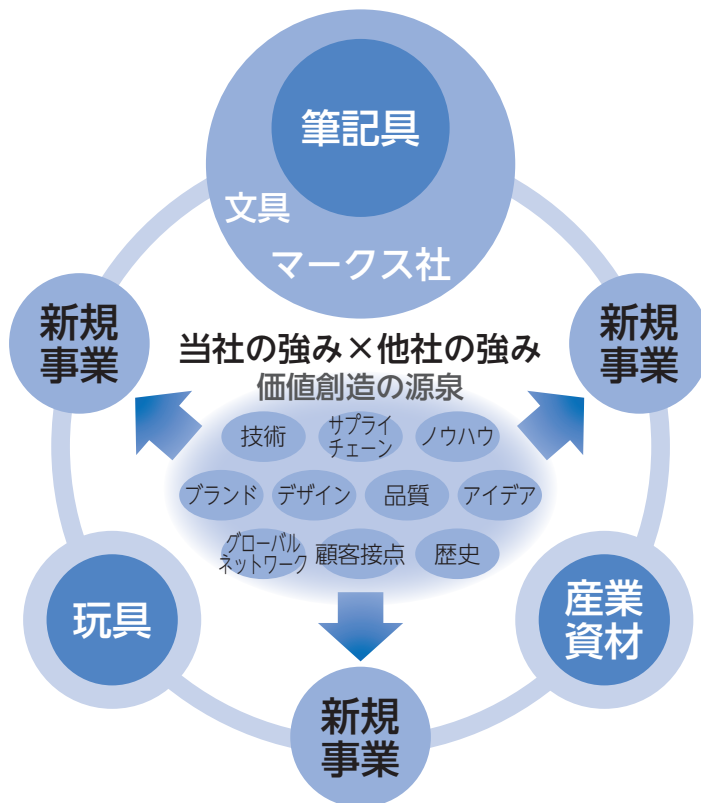 筆記具
文具
マークス社
新規
事業
新規
事業
当社の強み×他社の強み
価値創造の源泉
技術
サプライ
チェーン
ノウハウ
ブランド
デザイン
品質
アイデア
グローバル
ネットワーク
顧客接点
歴史
玩具
産業
資材
新規
事業